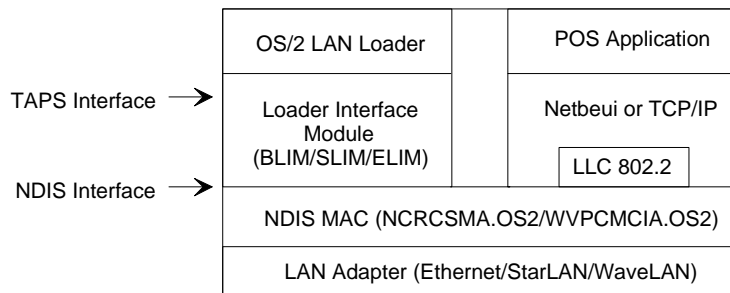 OS/2 LAN Loader
POS Application
TAPS Interface
Loader Interface
Module
(BLIM/SLIM/ELIM)
Netbeui or TCP/IP
LLC 802.2
NDIS Interface
NDIS MAC (NCRCSMA.OS2/WVPCMCIA.OS2)
LAN Adapter (Ethernet/StarLAN/WaveLAN)